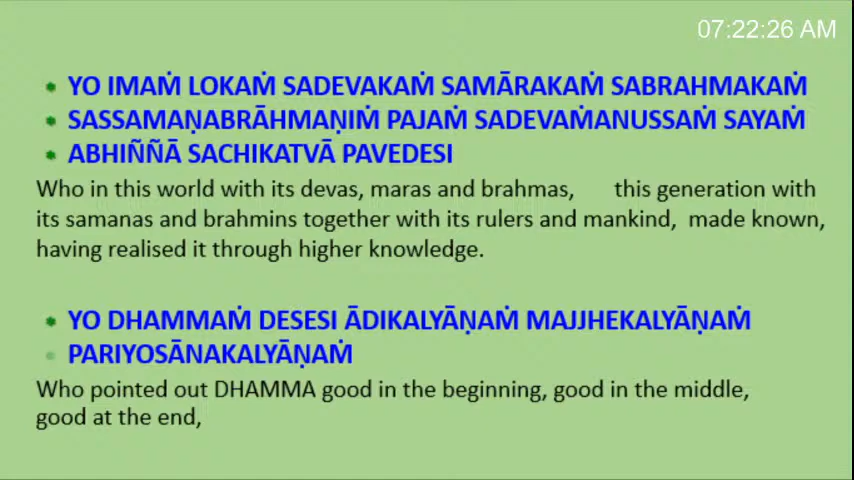 07:22:26 AM
YO IMAṀ LOKAṀ SADEVAKAṀ SAMĀRAKAṀ SABRAHMAKAṀ
SASSAMAṆABRĀHMAṆIṀ PAJAṀ SADEVAṀANUSSAṀ SAYAṀ
ABHIÑÑĀ SACHIKATVĀ PAVEDESI
Who in this world with its devas, maras and brahmas, this generation with
its samanas and brahmins together with its rulers and mankind, made known,
having realised it through higher knowledge.
YO DHAMMAṀ DESESI ĀDIKALYĀṆAṀ MAJJHEKALYĀṆAṀ
PARIYOSĀNAKALYĀṆAṀ
Who pointed out DHAMMA good in the beginning, good in the middle,
good at the end,